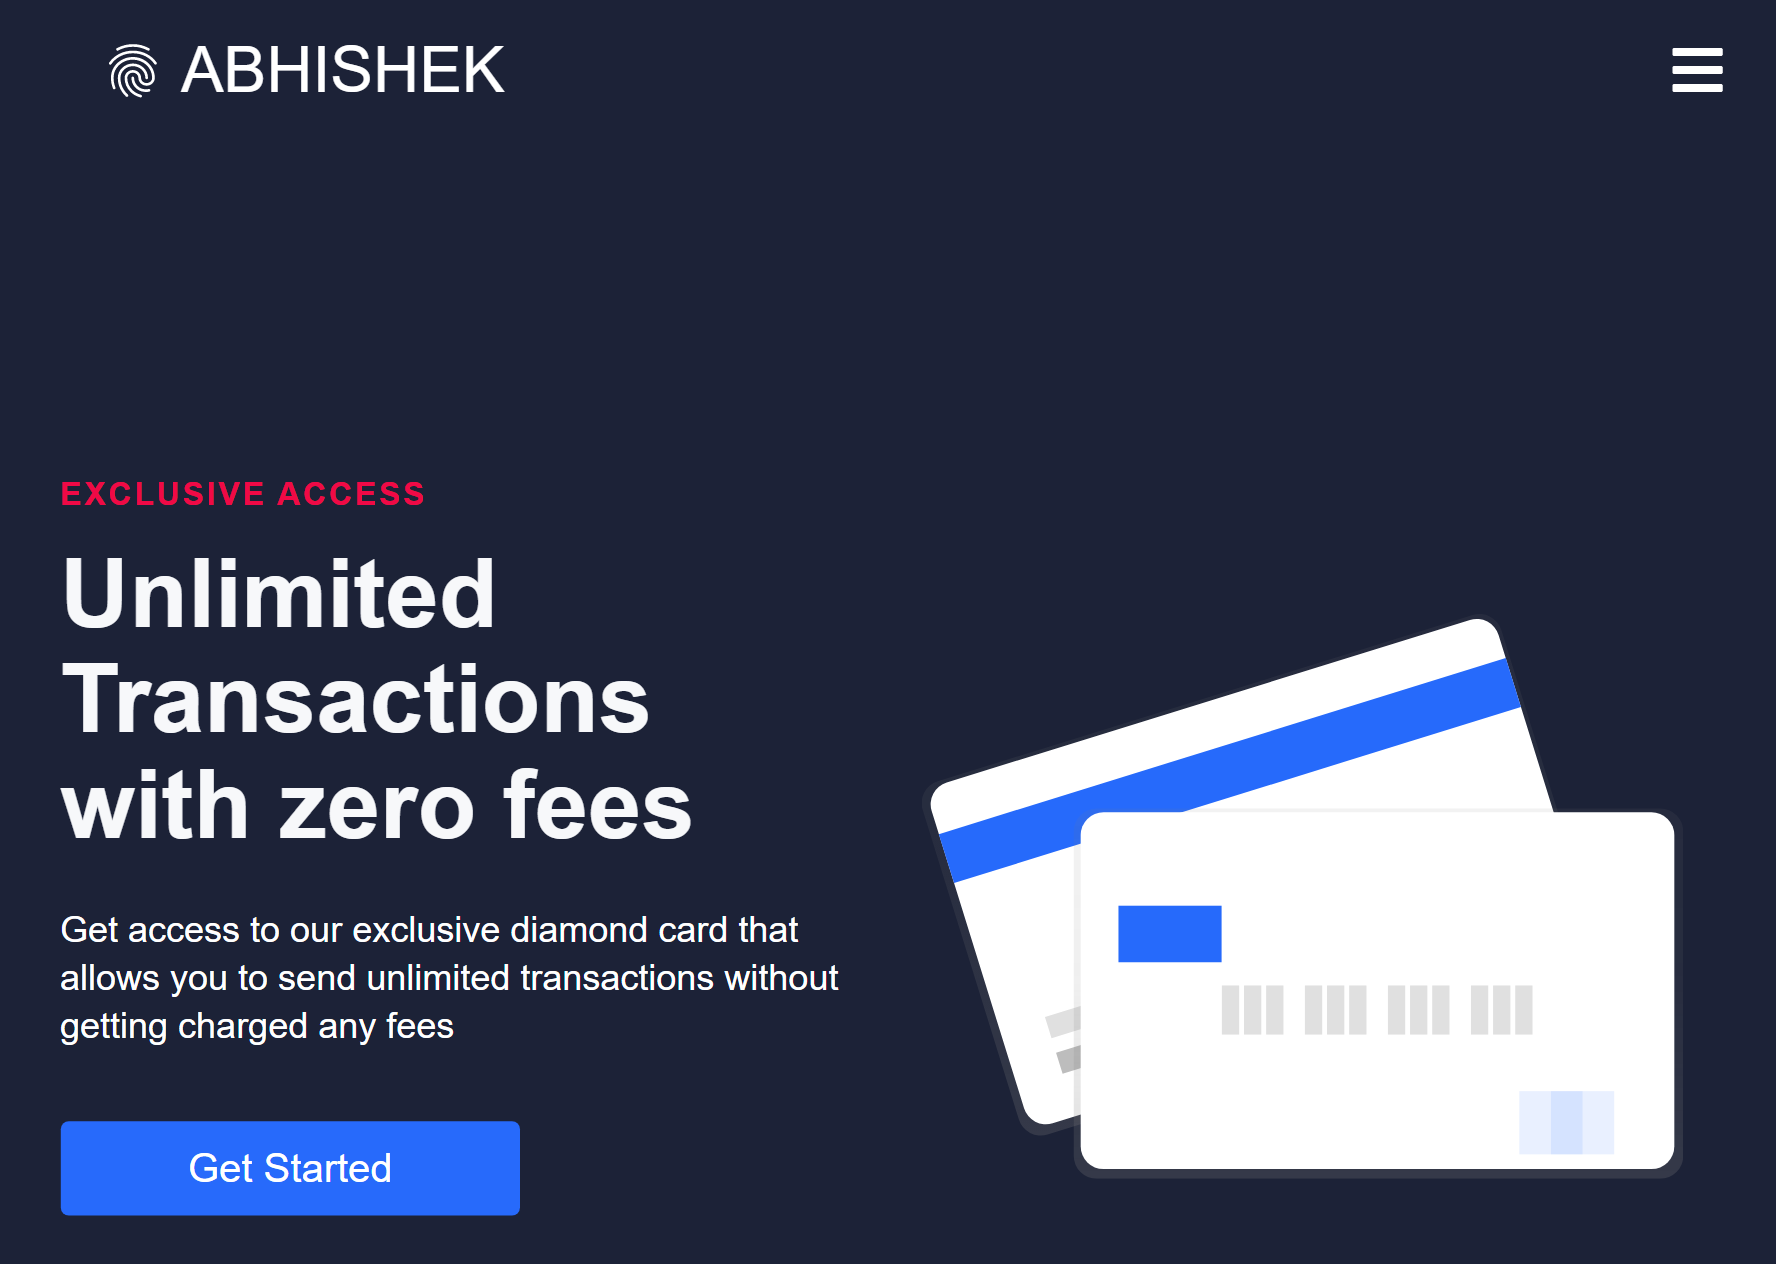 ABHISHEK
EXCLUSIVE ACCESS
Unlimited
Transactions
with zero fees
Get access to our exclusive diamond card that
allows you to send unlimited transactions without
getting charged any fees
Get Started